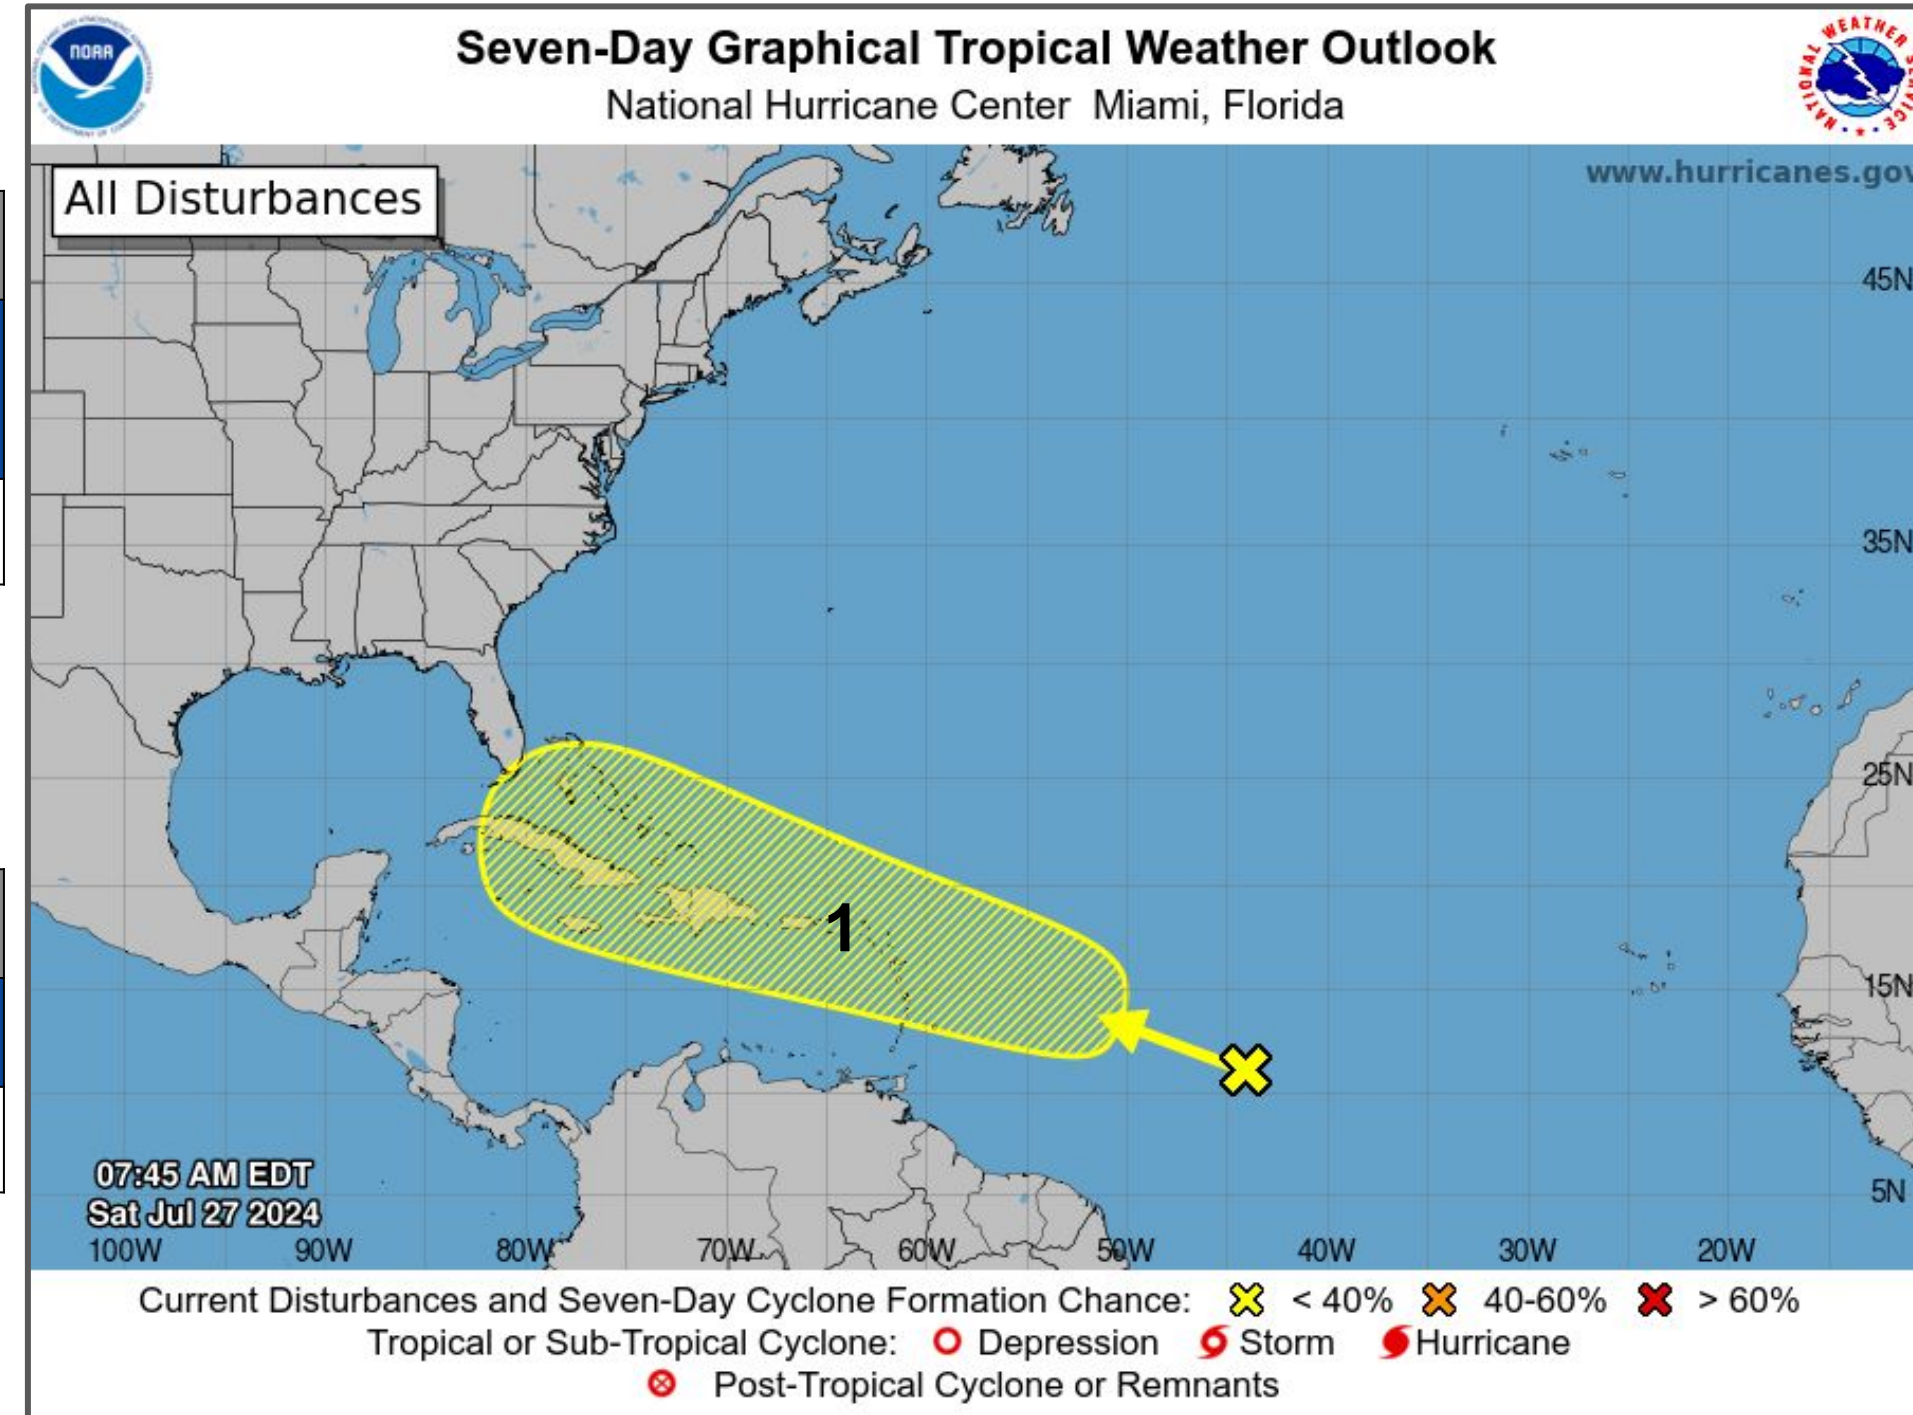 NOAA
Seven-Day Graphical Tropical Weather Outlook
National Hurricane Center Miami, Florida
NATIONAL WEATHER SERVICE
All Disturbances
www.hurricanes.gov
45N
35N
25N
1
15N
07:45 AM EDT
Sat Jul 27 2024
5N
100W 90W 80W 70W 60W 50W 40W 30W 20W
Current Disturbances and Seven-Day Cyclone Formation Chance: < 40% 40-60% > 60%
Tropical or Sub-Tropical Cyclone: Depression Storm Hurricane
Post-Tropical Cyclone or Remnants